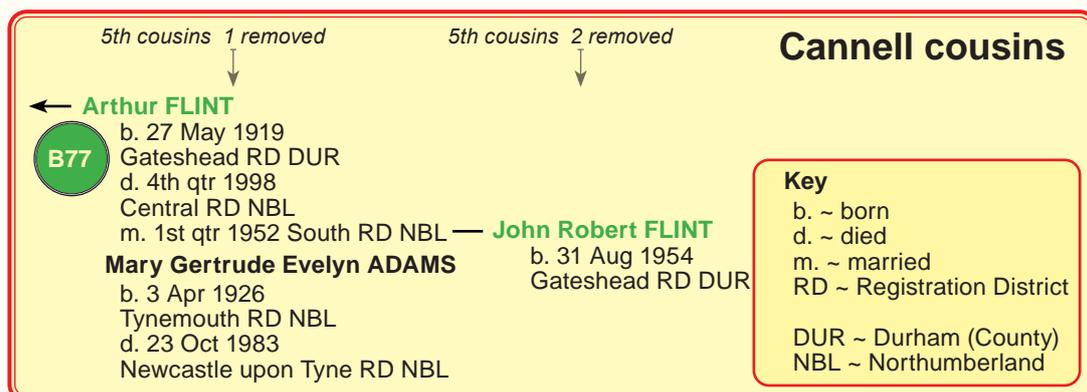 5th cousins 1 removed
5th cousins 2 removed
Cannell cousins
Arthur FLINT
B77
b. 27 May 1919
Gateshead RD DUR
d. 4th qtr 1998
Central RD NBL
m. 1st qtr 1952 South RD NBL
John Robert FLINT
b. 31 Aug 1954
Gateshead RD DUR
Mary Gertrude Evelyn ADAMS
b. 3 Apr 1926
Tynemouth RD NBL
d. 23 Oct 1983
Newcastle upon Tyne RD NBL
Key
b. ~ born
d. ~ died
m. ~ married
RD ~ Registration District
DUR ~ Durham (County)
NBL ~ Northumberland